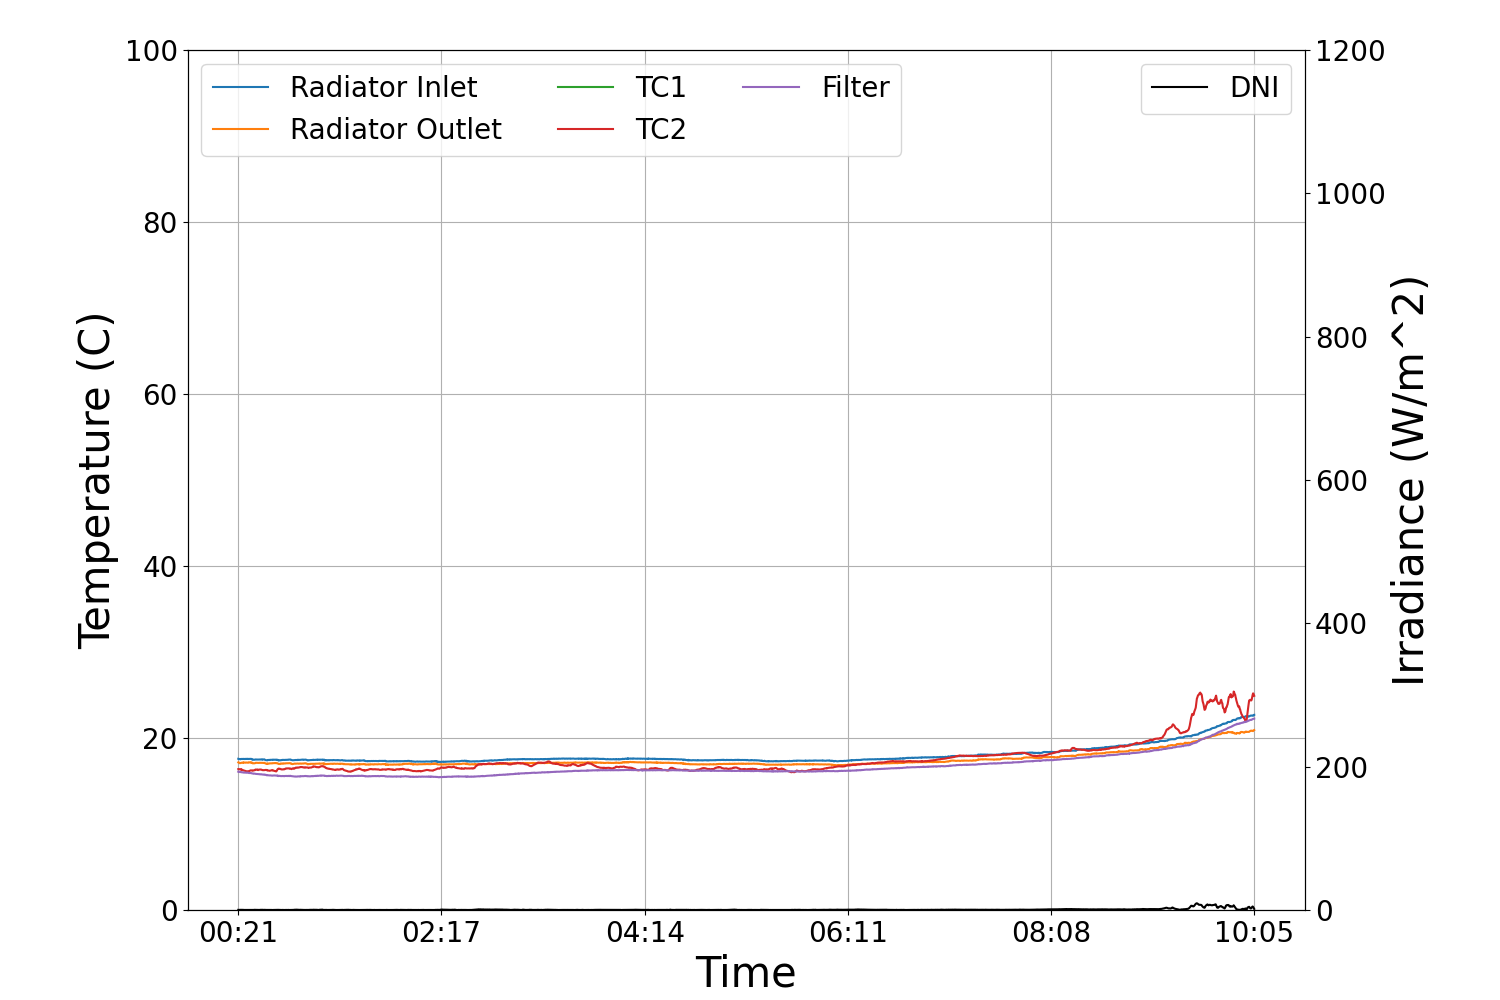 Radiator Inlet
Radiator Outlet
TC1
TC2
Filter
DNI
100
80
60
40
20
0
Temperature (C)
1200
1000
800
600
400
200
0
Irradiance (W/m^2)
00:21 02:17 04:14 06:11 08:08 10:05
Time